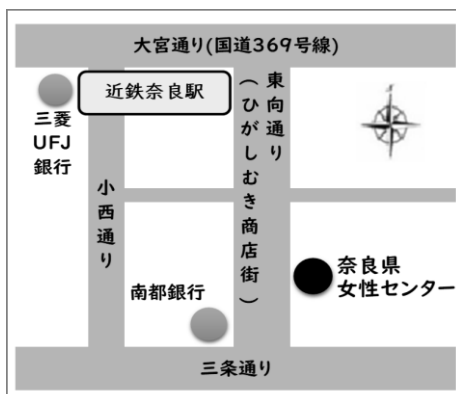 大宮通り(国道369号線)
近鉄奈良駅
三菱
UFJ
銀行
小西通り
東向通り
(ひがしむき商店街)
南都銀行
奈良県
女性センター
三条通り